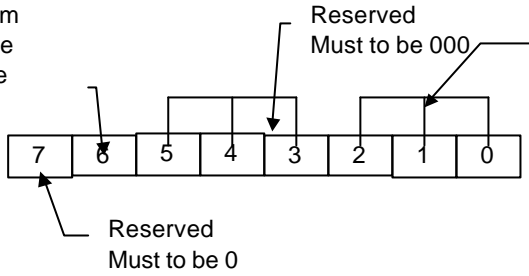 m
e
e
Reserved
Must to be 000
7 6 5 4 3 2 1 0
Reserved
Must to be 0